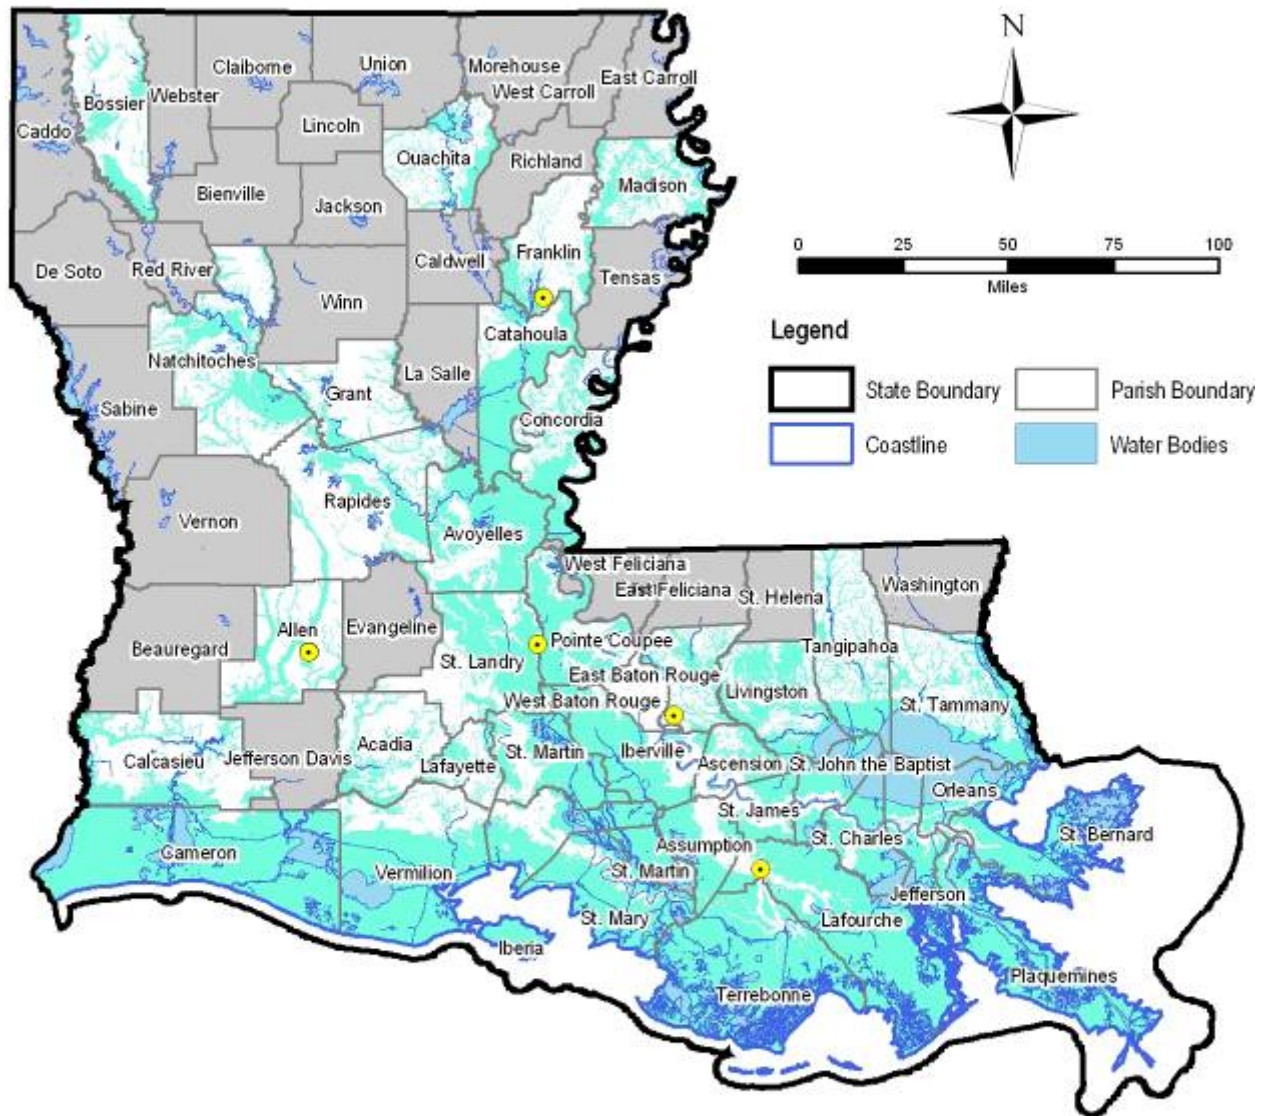 N
Claiborne
Union
Morehouse
West Carroll
East Carroll
Bossier
Webster
Caddo
Lincoln
Ouachita
Richland
Madison
Bienville
Jackson
De Soto
Red River
Caldwell
Franklin
Tensas
0 25 50 75 100
Miles
Winn
Catahoula
Legend
Natchitoches
Grant
La Salle
Concordia
State Boundary
Parish Boundary
Sabine
Coastline
Water Bodies
Vernon
Rapides
Avoyelles
West Feliciana
East Feliciana
St. Helena
Washington
Beauregard
Allen
Evangeline
St. Landry
Pointe Coupee
Tangipahoa
East Baton Rouge
Livingston
St. Tammany
West Baton Rouge
Calcasieu
Jefferson Davis
Acadia
Lafayette
St. Martin
Iberville
Ascension
St. John the Baptist
Orleans
St. James
St. Charles
St. Bernard
Cameron
Vermilion
Assumption
St. Martin
Jefferson
St. Mary
Lafourche
Iberia
Terrebonne
Plaquemines